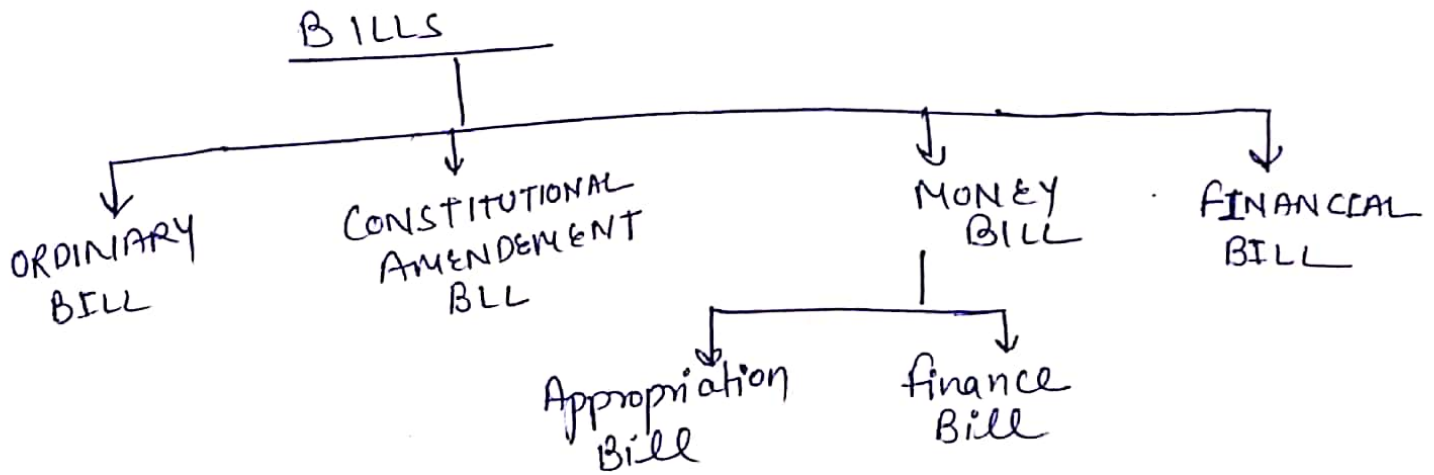 BILLS
ORDINARY
BILL
CONSTITUTIONAL
AMENDEMENT
BLL
MONEY
BILL
FINANCIAL
BILL
Appropriation
Bill
finance
Bill